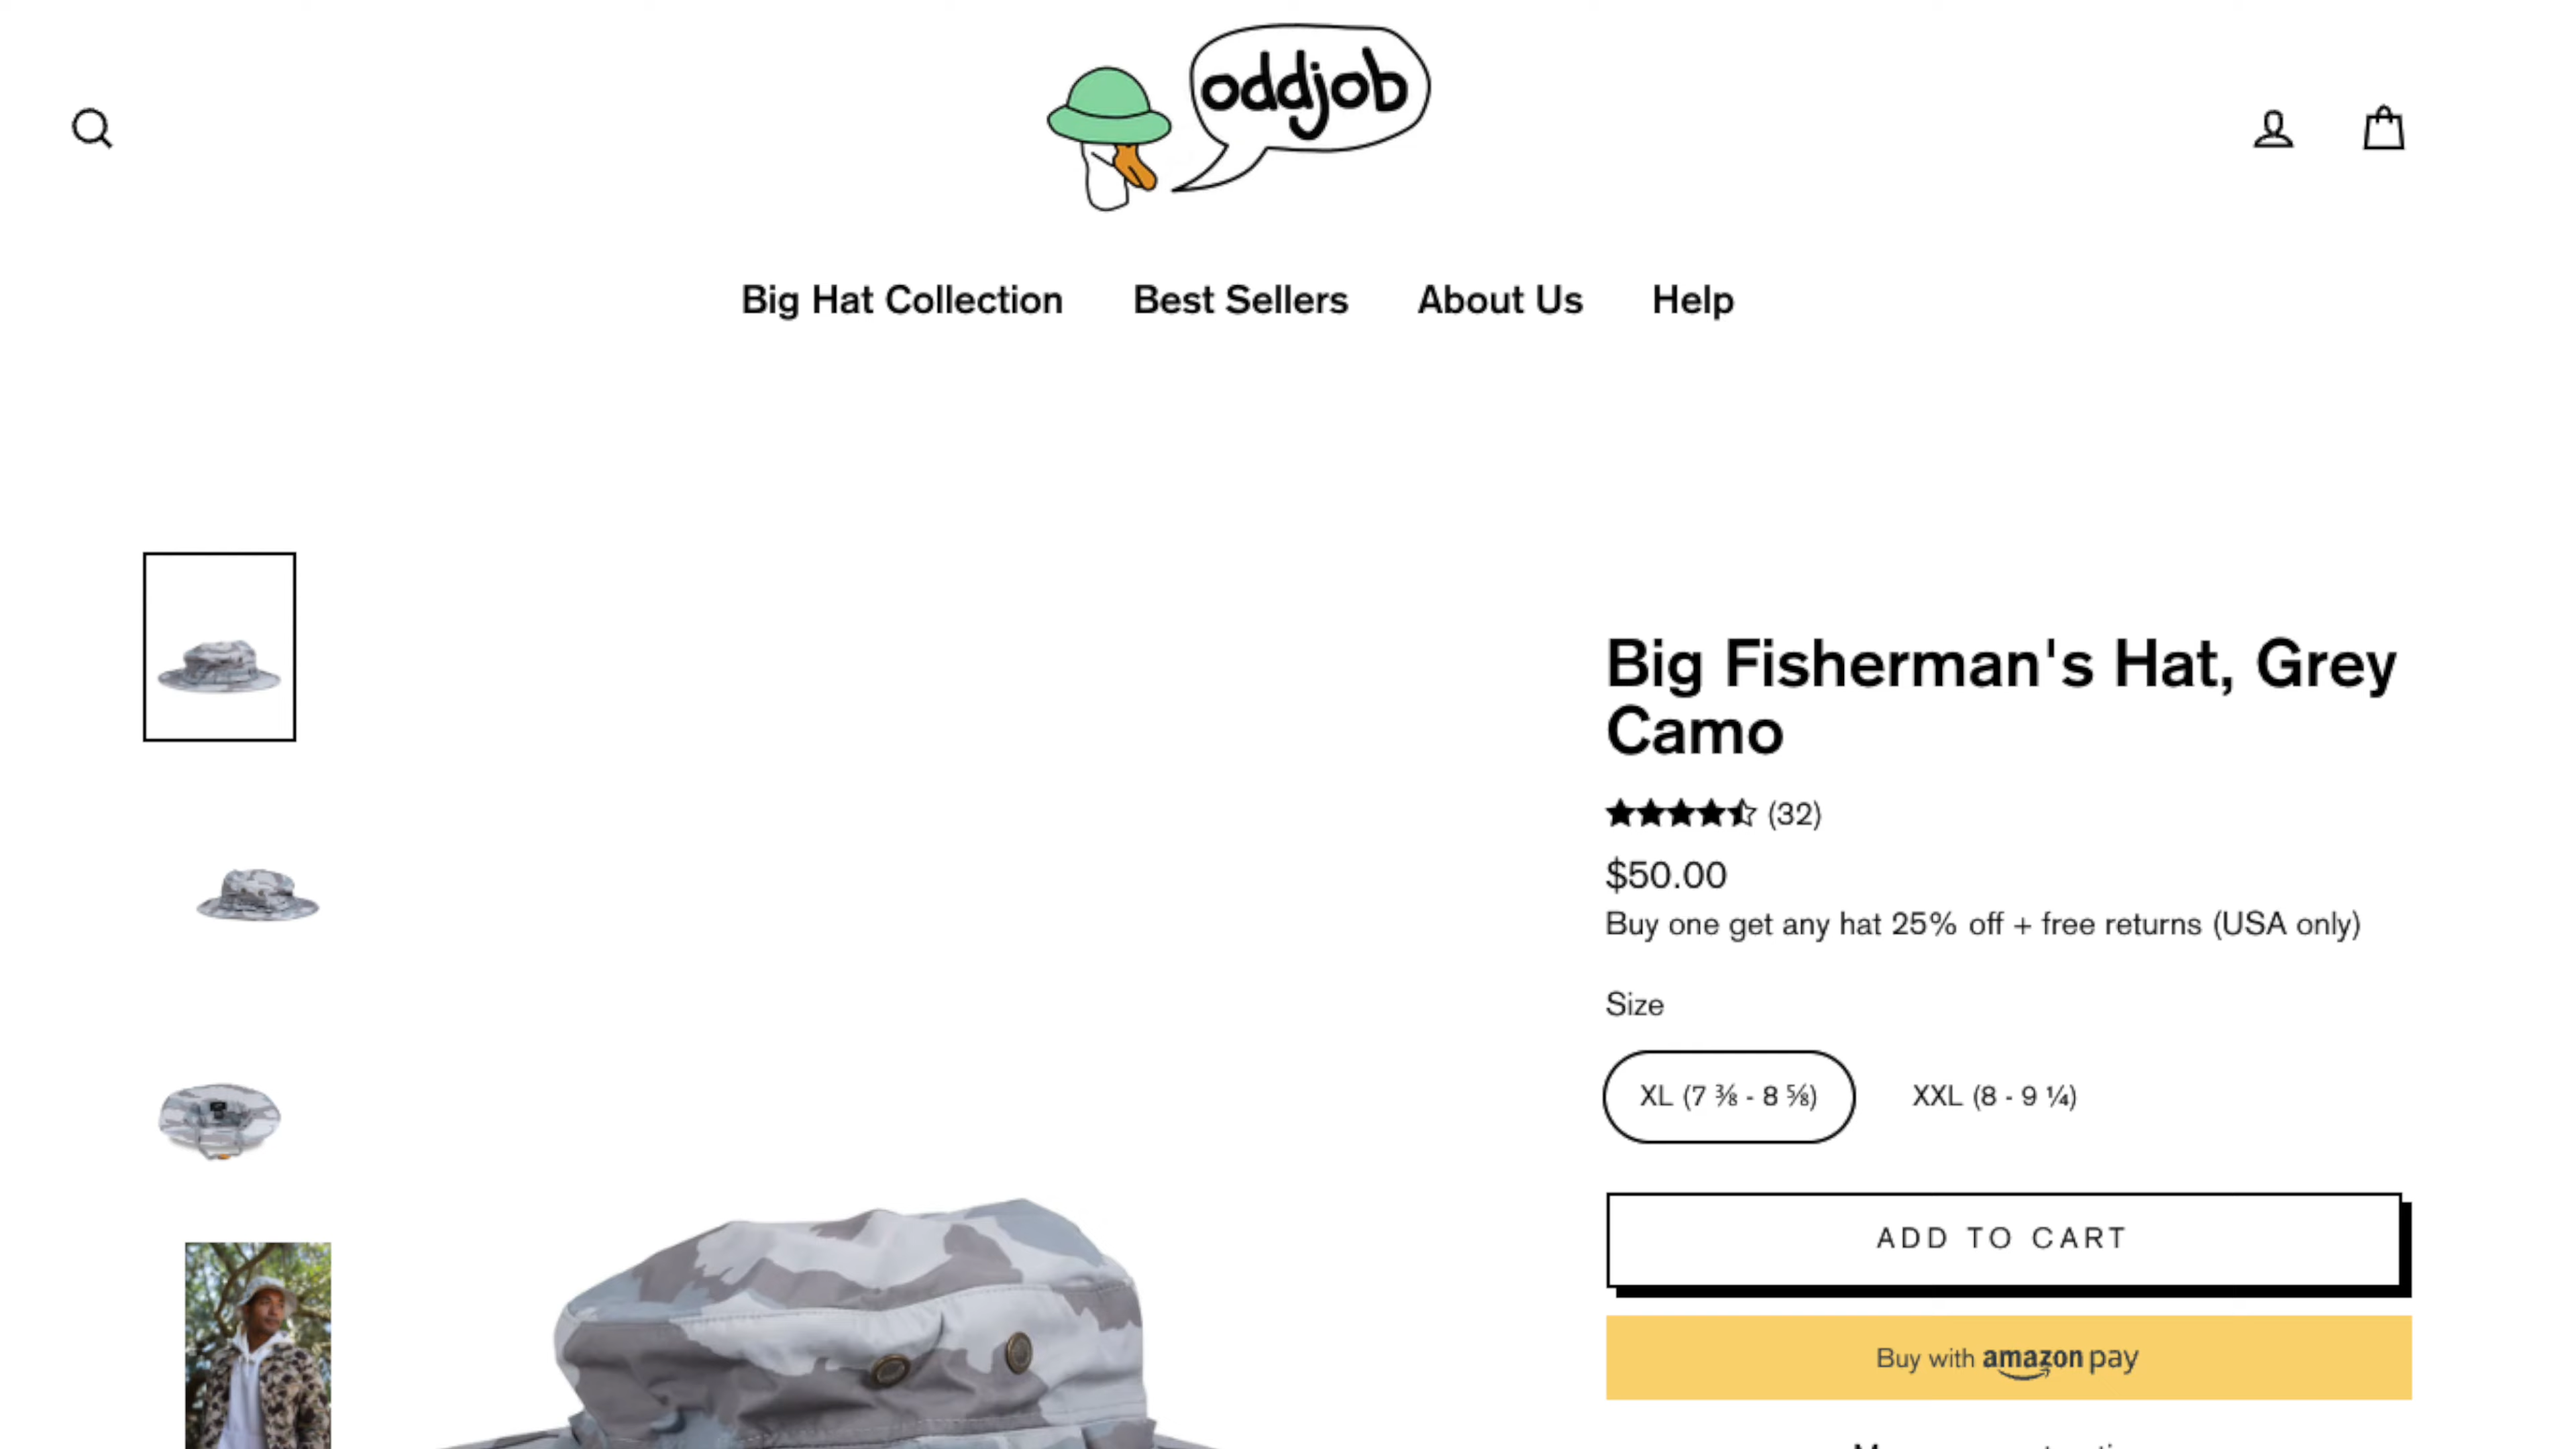 oddjob
Big Hat Collection Best Sellers About Us Help
Big Fisherman's Hat, Grey
Camo
(32)
$50.00
Buy one get any hat 25% off + free returns (USA only)
Size
XL (7 ⅜ - 8 ⅝) XXL (8 - 9 ¼)
ADD TO CART
Buy with amazon pay